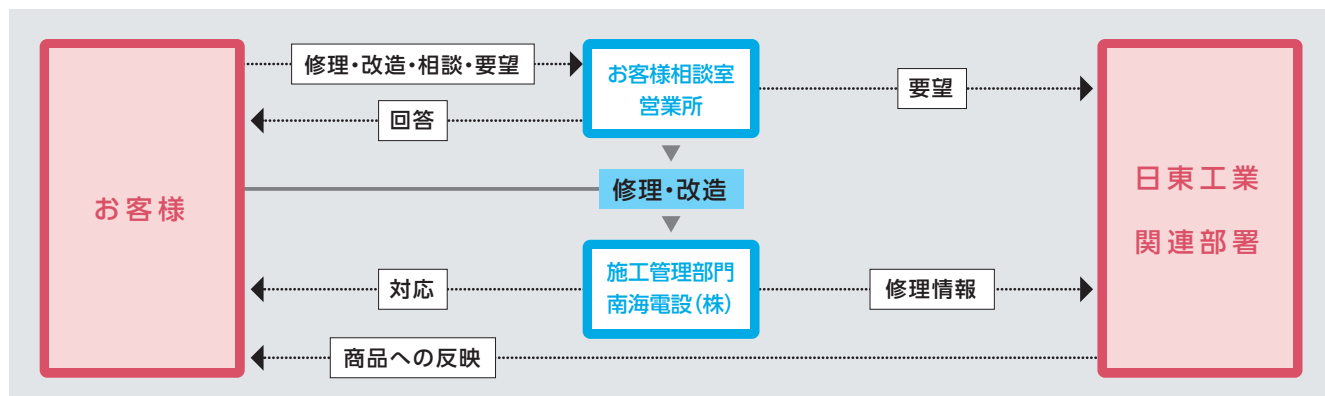 修理・改造・相談・要望
お客様相談室
営業所
要望
回答
お客様
修理・改造
日東工業
関連部署
施工管理部門
南海電設(株)
対応
修理情報
商品への反映